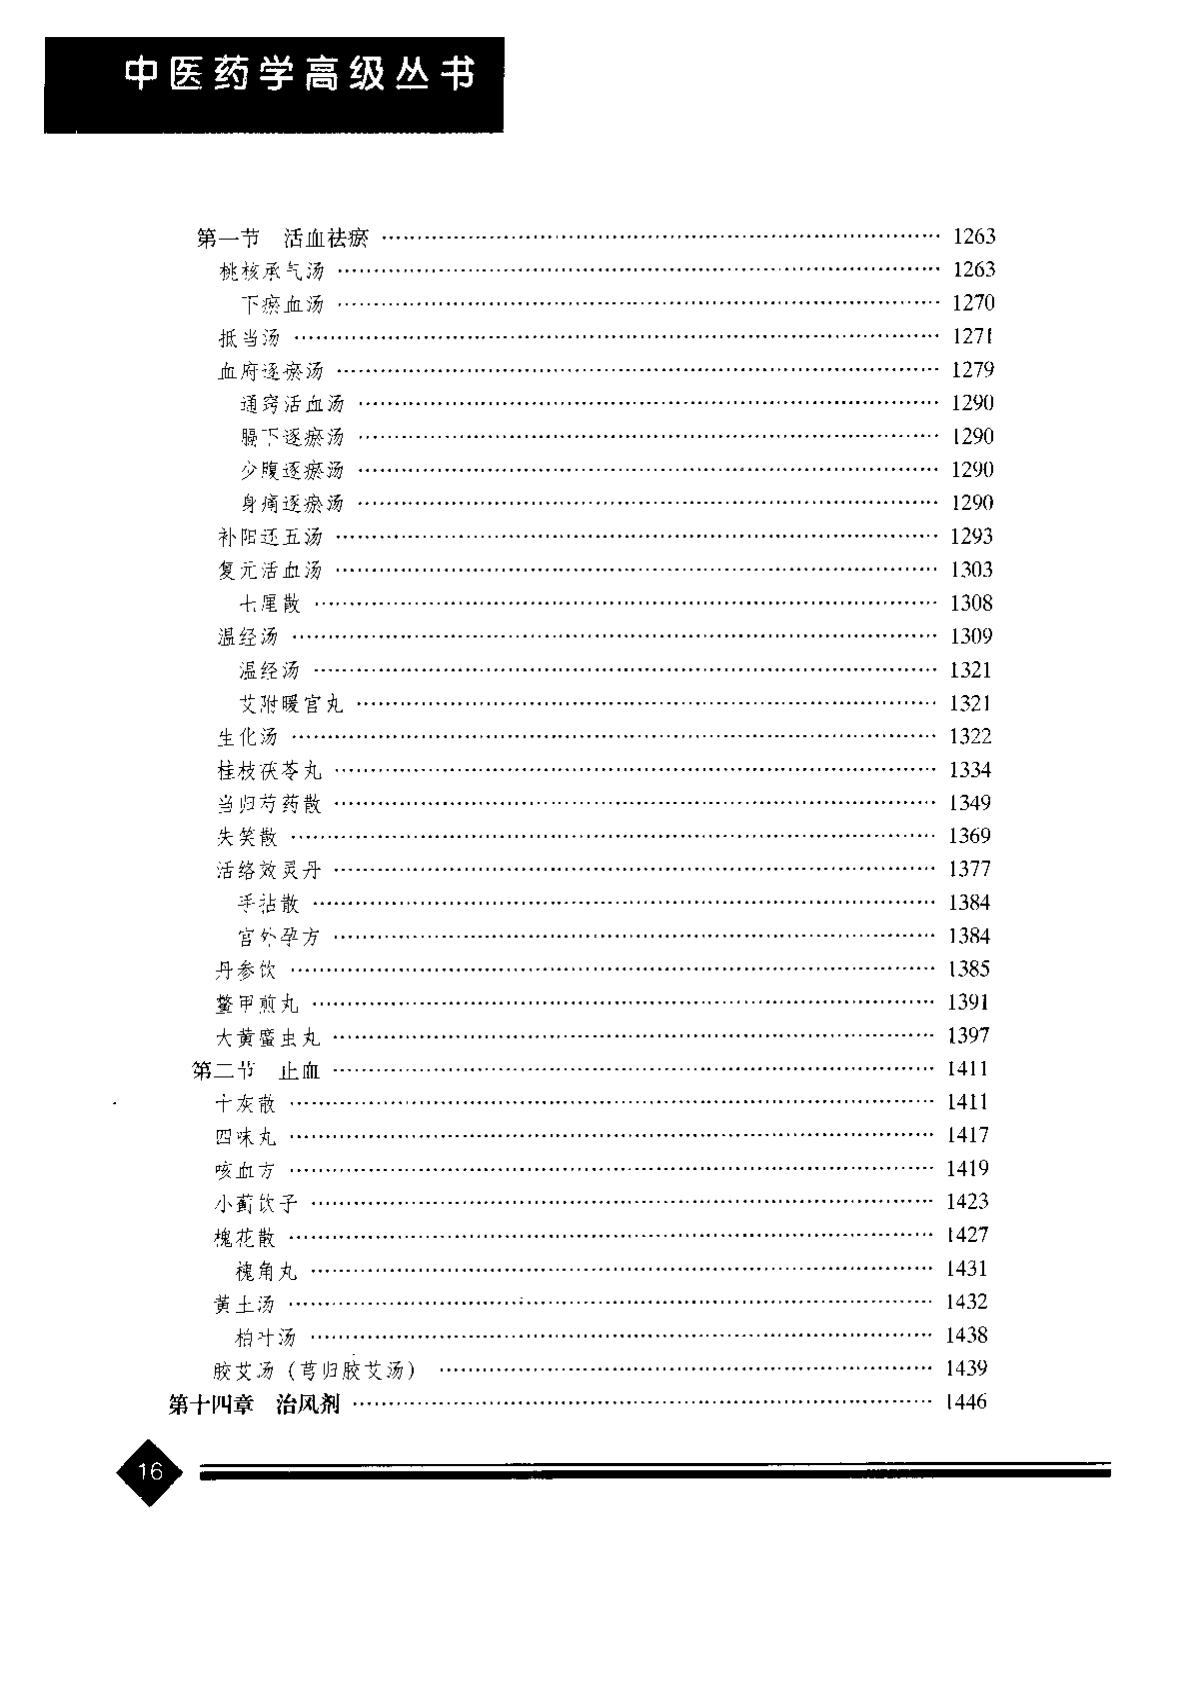 中医药学高级丛书
第一节　活血祛瘀 …… 1263
桃核承气汤 …… 1263
下瘀血汤 …… 1270
抵当汤 …… 1271
血府逐瘀汤 …… 1279
通窍活血汤 …… 1290
膈下逐瘀汤 …… 1290
少腹逐瘀汤 …… 1290
身痛逐瘀汤 …… 1290
补阳还五汤 …… 1293
复元活血汤 …… 1303
七厘散 …… 1308
温经汤 …… 1309
温经汤 …… 1321
艾附暖宫丸 …… 1321
生化汤 …… 1322
桂枝茯苓丸 …… 1334
当归芍药散 …… 1349
失笑散 …… 1369
活络效灵丹 …… 1377
手拈散 …… 1384
宫外孕方 …… 1384
丹参饮 …… 1385
鳖甲煎丸 …… 1391
大黄䗪虫丸 …… 1397
第二节　止血 …… 1411
十灰散 …… 1411
四味丸 …… 1417
咳血方 …… 1419
小蓟饮子 …… 1423
槐花散 …… 1427
槐角丸 …… 1431
黄土汤 …… 1432
柏叶汤 …… 1438
胶艾汤（芎归胶艾汤） …… 1439
第十四章　治风剂 …… 1446
16